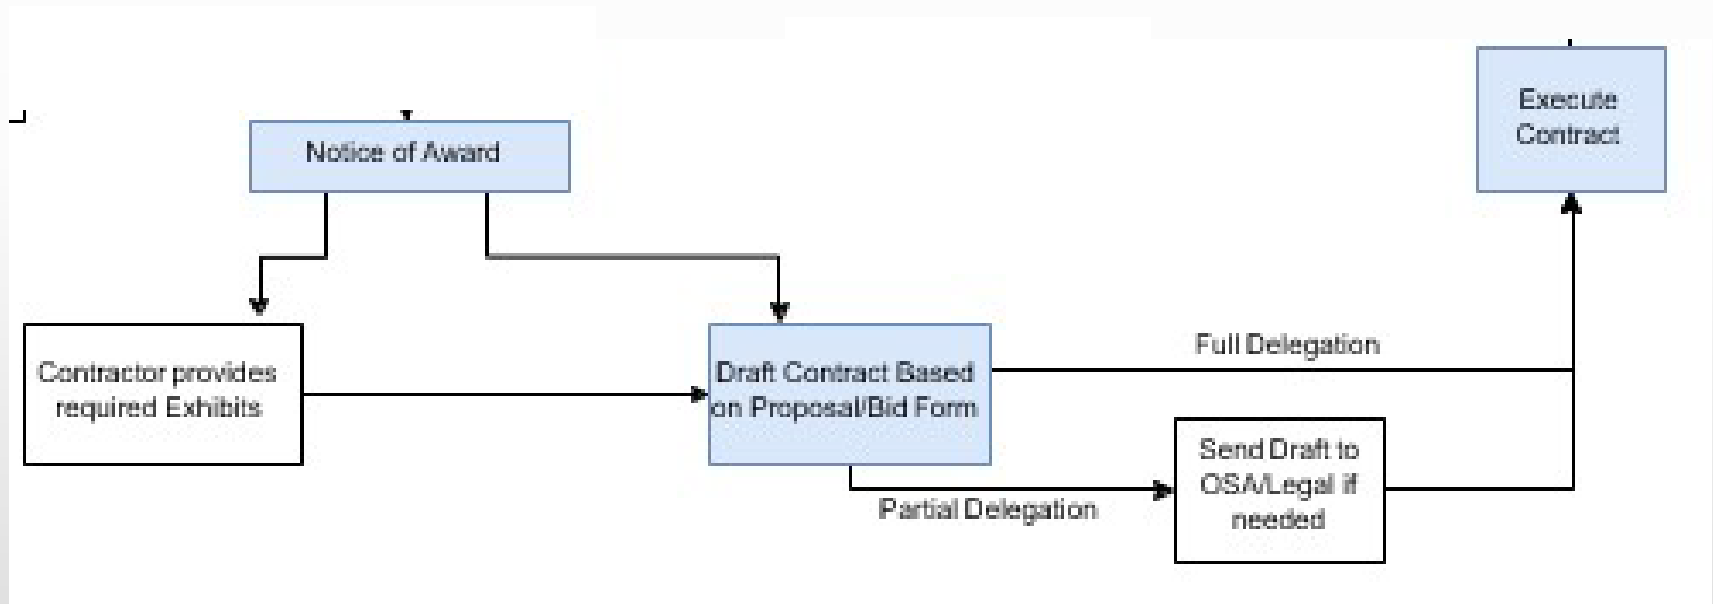 Execute
Contract
Notice of Award
Full Delegation
Contractor provides
required Exhibits
Draft Contract Based
on Proposal/Bid Form
Send Draft to
OSA/Legal if
needed
Partial Delegation